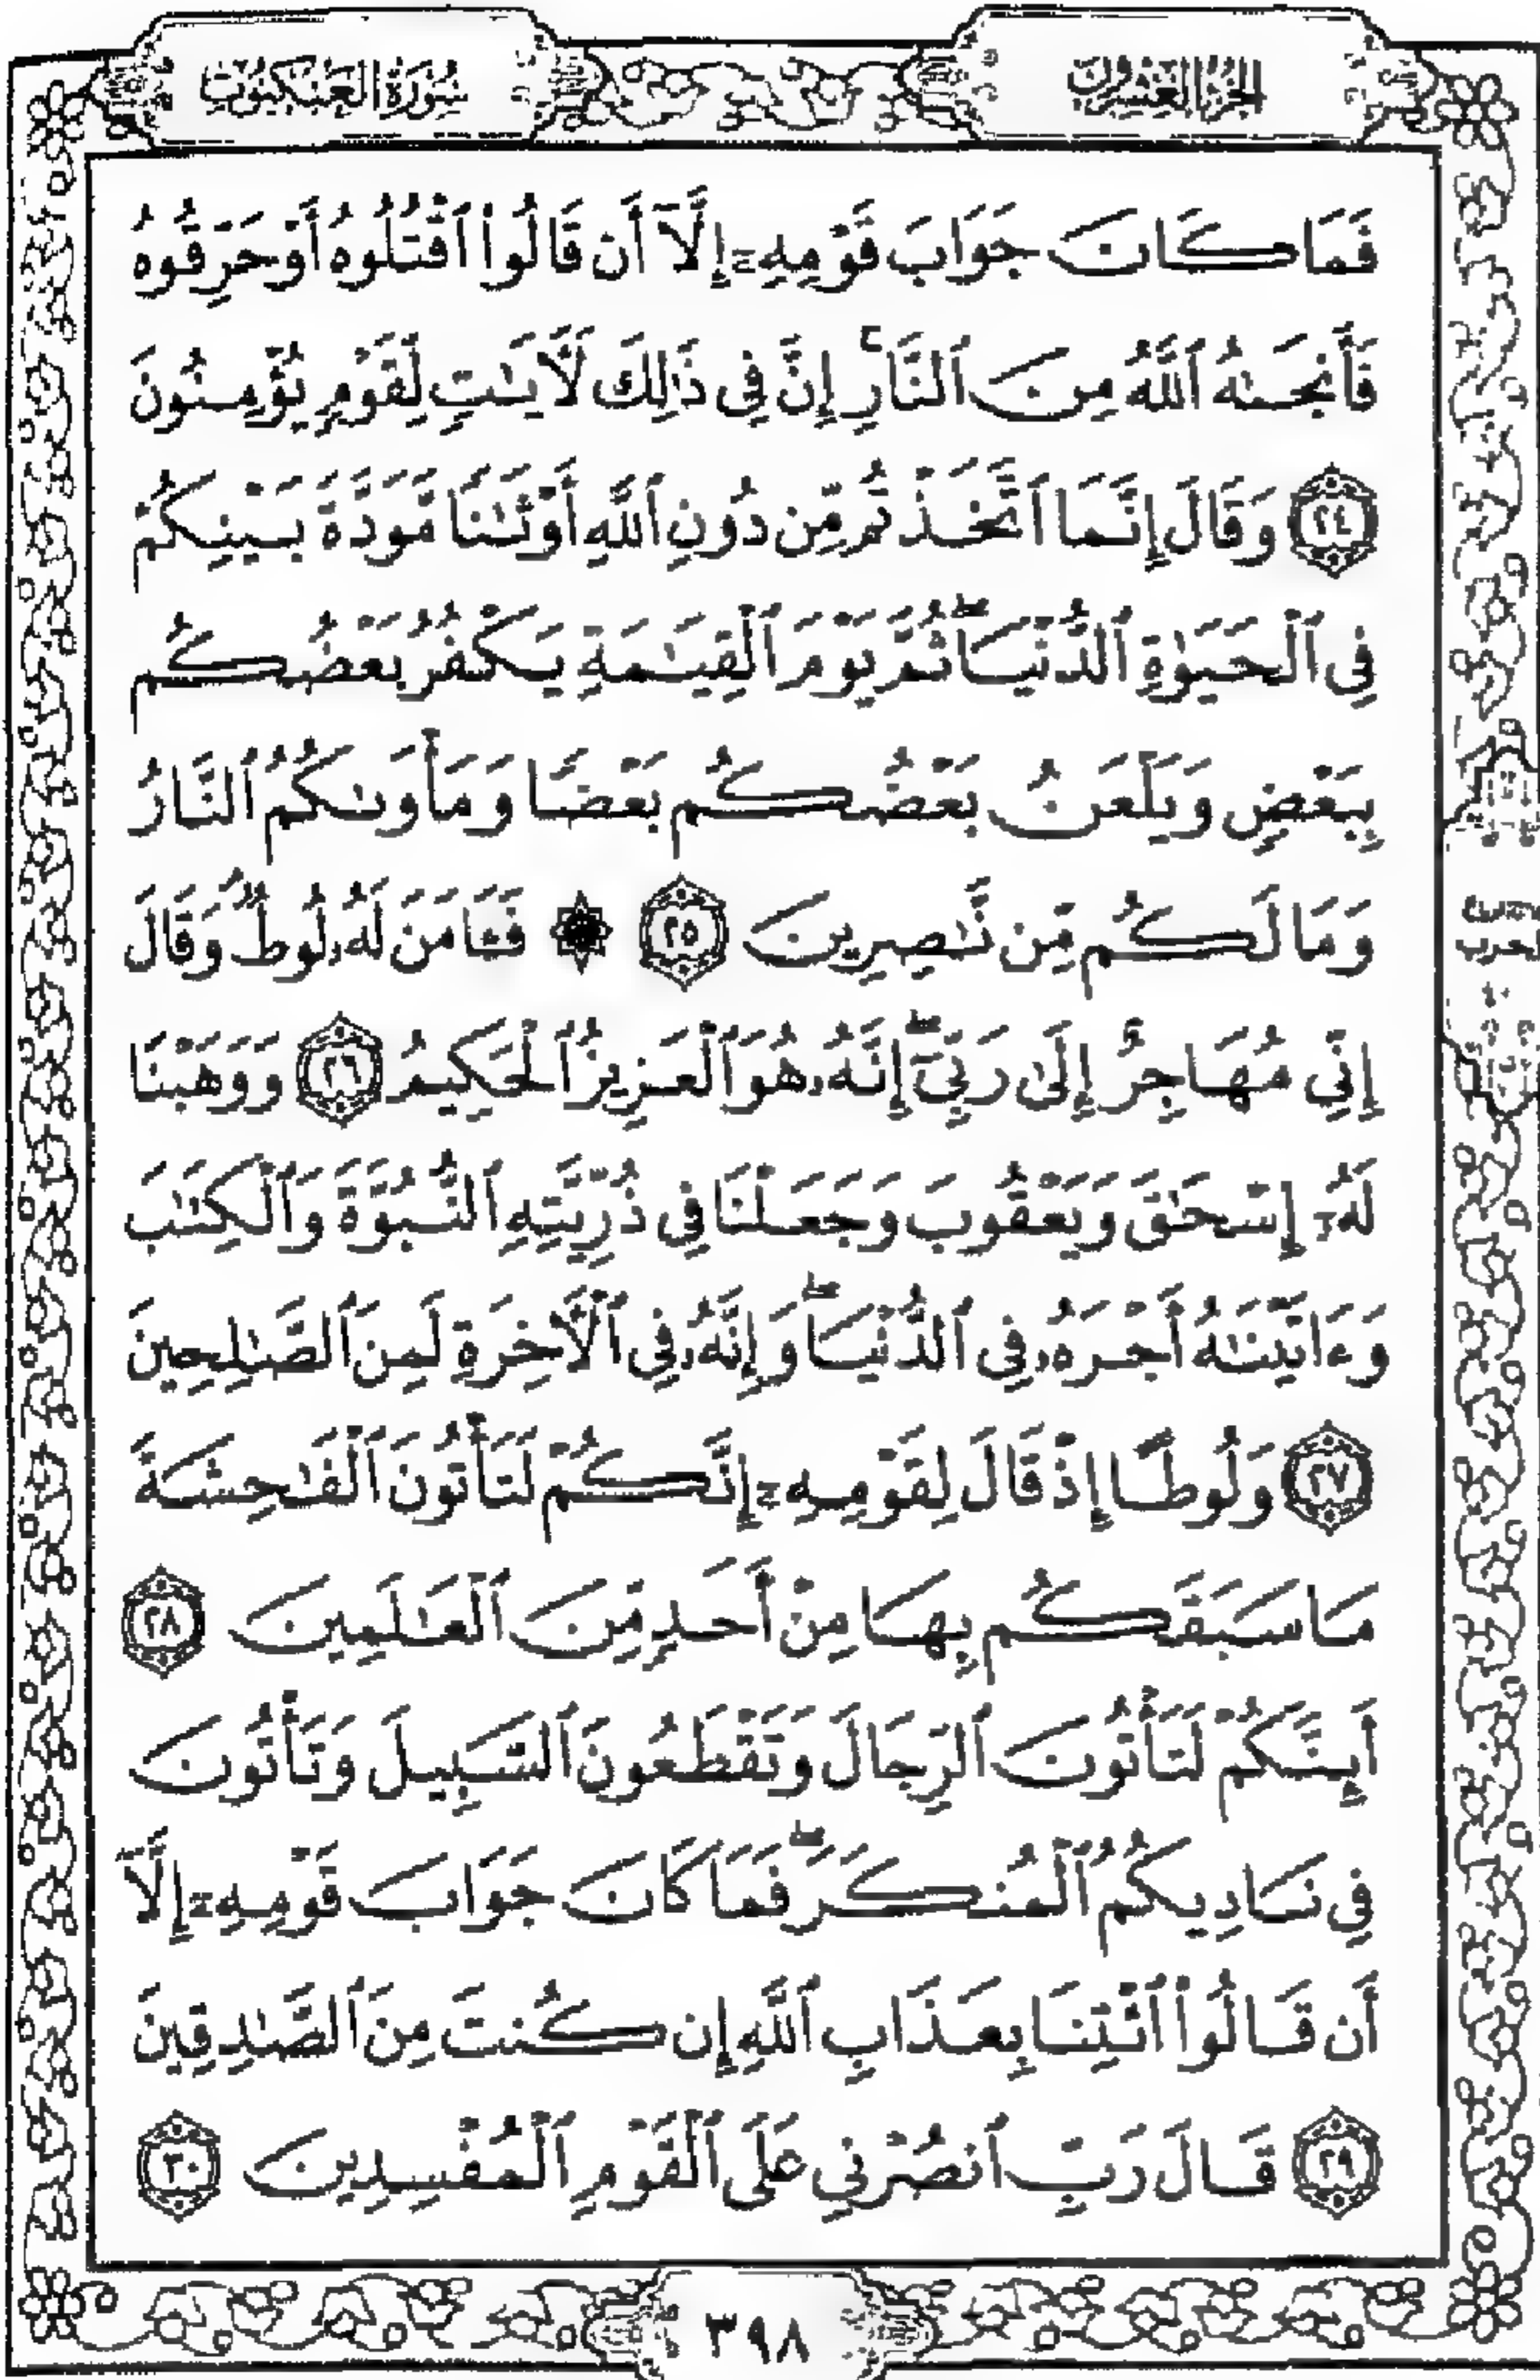 الجزء العشرون
سورة العنكبوت
فَمَا كَانَ جَوَابَ قَوْمِهِۦٓ إِلَّآ أَن قَالُوا۟ ٱقْتُلُوهُ أَوْ حَرِّقُوهُ
فَأَنجَىٰهُ ٱللَّهُ مِنَ ٱلنَّارِ ۚ إِنَّ فِى ذَٰلِكَ لَـَٔايَـٰتٍ لِّقَوْمٍ يُؤْمِنُونَ
٢٤ وَقَالَ إِنَّمَا ٱتَّخَذْتُم مِّن دُونِ ٱللَّهِ أَوْثَـٰنًا مَّوَدَّةَ بَيْنِكُمْ
فِى ٱلْحَيَوٰةِ ٱلدُّنْيَا ۖ ثُمَّ يَوْمَ ٱلْقِيَـٰمَةِ يَكْفُرُ بَعْضُكُم
بِبَعْضٍ وَيَلْعَنُ بَعْضُكُم بَعْضًا وَمَأْوَىٰكُمُ ٱلنَّارُ
وَمَا لَكُم مِّن نَّـٰصِرِينَ ٢٥ ۞ فَـَٔامَنَ لَهُۥ لُوطٌ ۘ وَقَالَ
إِنِّى مُهَاجِرٌ إِلَىٰ رَبِّىٓ ۖ إِنَّهُۥ هُوَ ٱلْعَزِيزُ ٱلْحَكِيمُ ٢٦ وَوَهَبْنَا
لَهُۥٓ إِسْحَـٰقَ وَيَعْقُوبَ وَجَعَلْنَا فِى ذُرِّيَّتِهِ ٱلنُّبُوَّةَ وَٱلْكِتَـٰبَ
وَءَاتَيْنَـٰهُ أَجْرَهُۥ فِى ٱلدُّنْيَا ۖ وَإِنَّهُۥ فِى ٱلْـَٔاخِرَةِ لَمِنَ ٱلصَّـٰلِحِينَ
٢٧ وَلُوطًا إِذْ قَالَ لِقَوْمِهِۦٓ إِنَّكُمْ لَتَأْتُونَ ٱلْفَـٰحِشَةَ
مَا سَبَقَكُم بِهَا مِنْ أَحَدٍ مِّنَ ٱلْعَـٰلَمِينَ ٢٨
أَئِنَّكُمْ لَتَأْتُونَ ٱلرِّجَالَ وَتَقْطَعُونَ ٱلسَّبِيلَ وَتَأْتُونَ
فِى نَادِيكُمُ ٱلْمُنكَرَ ۖ فَمَا كَانَ جَوَابَ قَوْمِهِۦٓ إِلَّآ
أَن قَالُوا۟ ٱئْتِنَا بِعَذَابِ ٱللَّهِ إِن كُنتَ مِنَ ٱلصَّـٰدِقِينَ
٢٩ قَالَ رَبِّ ٱنصُرْنِى عَلَى ٱلْقَوْمِ ٱلْمُفْسِدِينَ ٣٠
٣٩٨